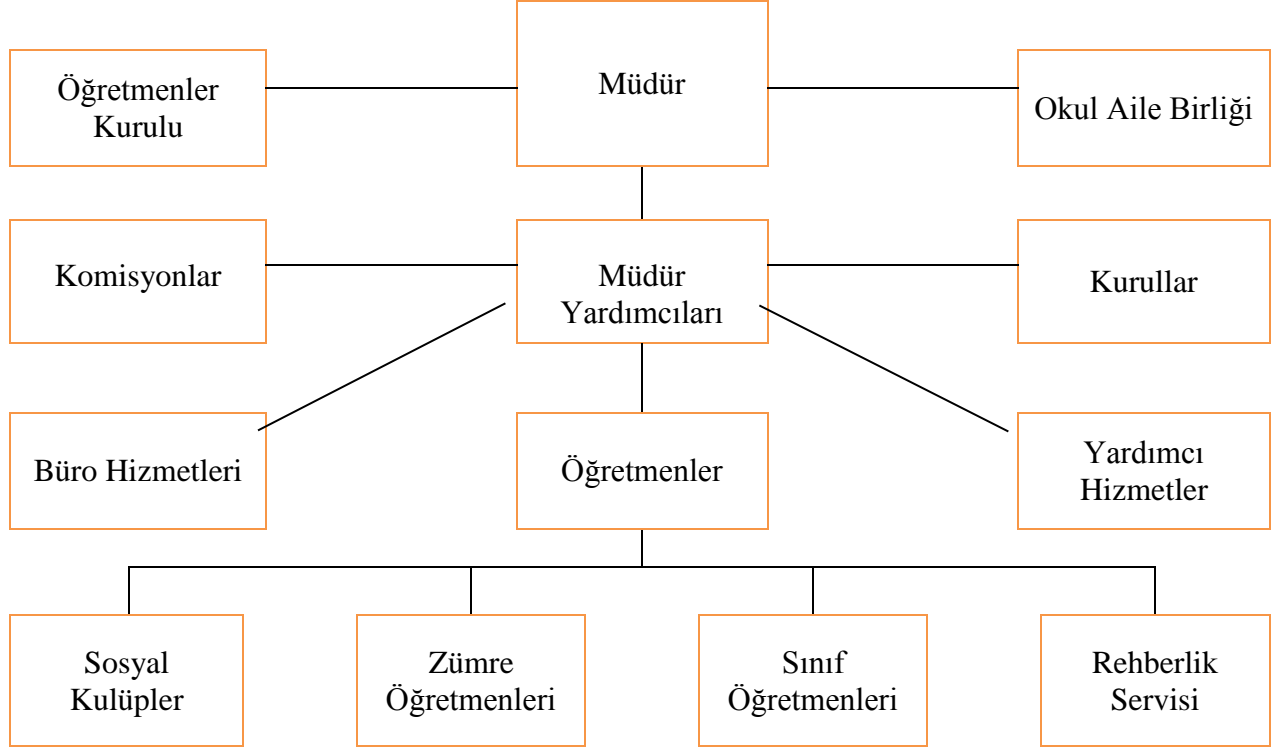 Müdür
Öğretmenler
Kurulu
Okul Aile Birliği
Komisyonlar
Müdür
Yardımcıları
Kurullar
Büro Hizmetleri
Öğretmenler
Yardımcı
Hizmetler
Sosyal
Kulüpler
Zümre
Öğretmenleri
Sınıf
Öğretmenleri
Rehberlik
Servisi